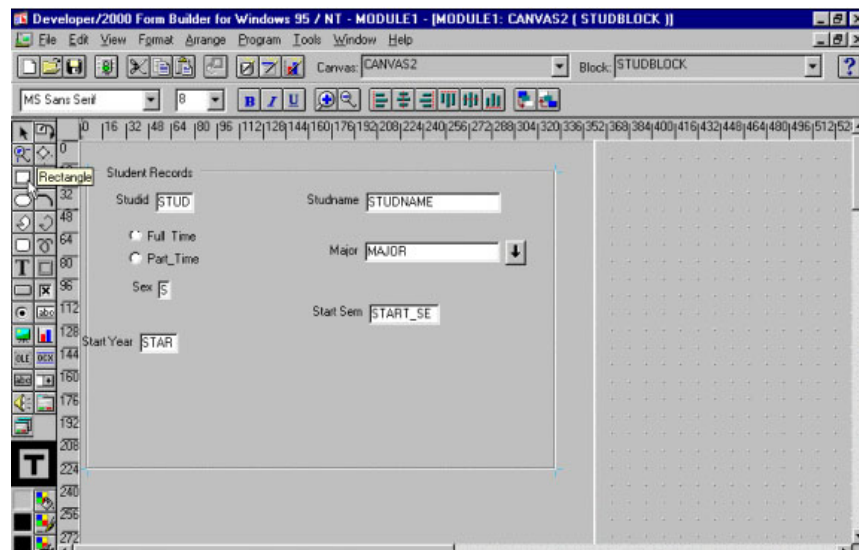 Developer/2000 Form Builder for Windows 95 / NT - MODULE1 - [MODULE1: CANVAS2 ( STUDBLOCK )]
File Edit View Format Arrange Program Tools Window Help
Canvas: CANVAS2 Block: STUDBLOCK
MS Sans Serif 8 B I U
0 16 32 48 64 80 96 112 128 144 160 176 192 208 224 240 256 272 288 304 320 336 352 368 384 400 416 432 448 464 480 496 512
0
Rectangle
Student Records
32
Studid STUD Studname STUDNAME
48
64
Full Time
Major MAJOR
T 80
Part_Time
96
Sex S
abc 112
Start Sem START_SE
128
Start Year STAR
OLE OCX 144
abc 160
176
192
208
T 224
240
256
272